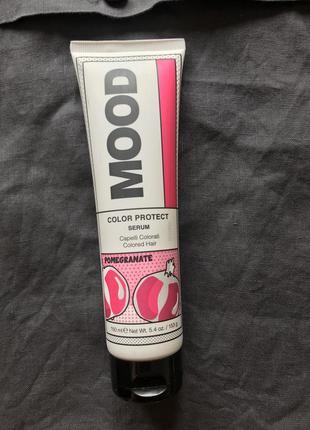 MOOD
COLOR PROTECT
SERUM
Capelli Colorati
Colored Hair
POMEGRANATE
150 ml ℮ Net Wt. 5.4 oz. / 153 g